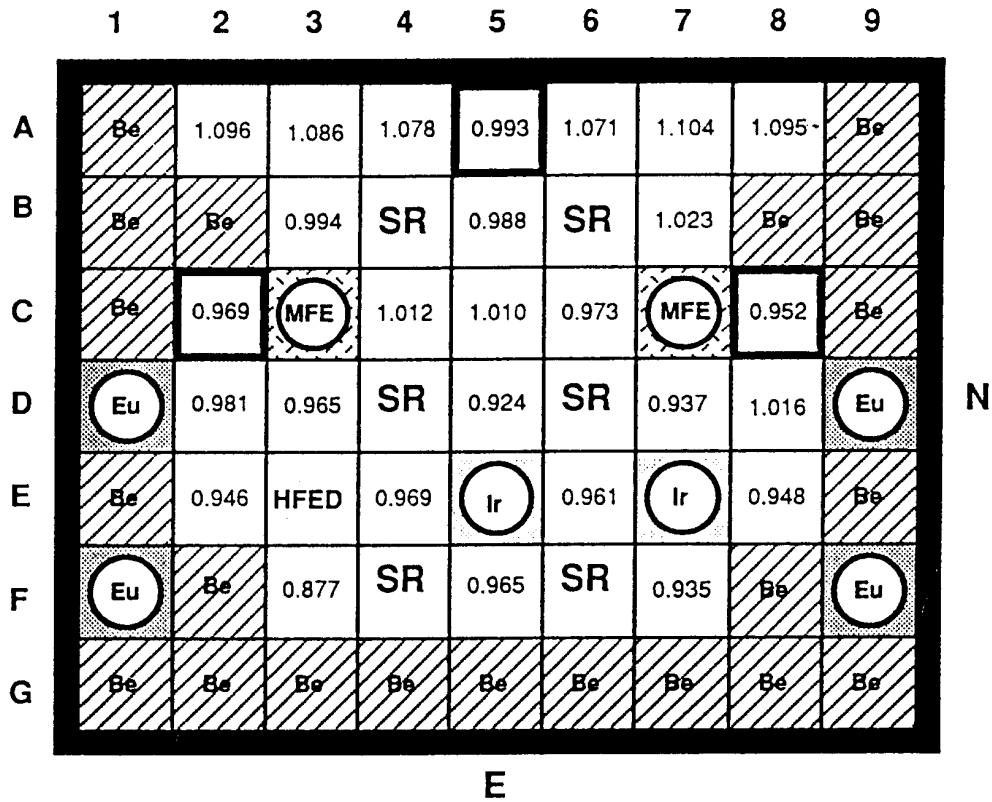 1 2 3 4 5 6 7 8 9
A Be 1.096 1.086 1.078 0.993 1.071 1.104 1.095 Be
B Be Be 0.994 SR 0.988 SR 1.023 Be Be
C Be 0.969 MFE 1.012 1.010 0.973 MFE 0.952 Be
D Eu 0.981 0.965 SR 0.924 SR 0.937 1.016 Eu N
E Be 0.946 HFED 0.969 Ir 0.961 Ir 0.948 Be
F Eu Be 0.877 SR 0.965 SR 0.935 Be Eu
G Be Be Be Be Be Be Be Be Be
E